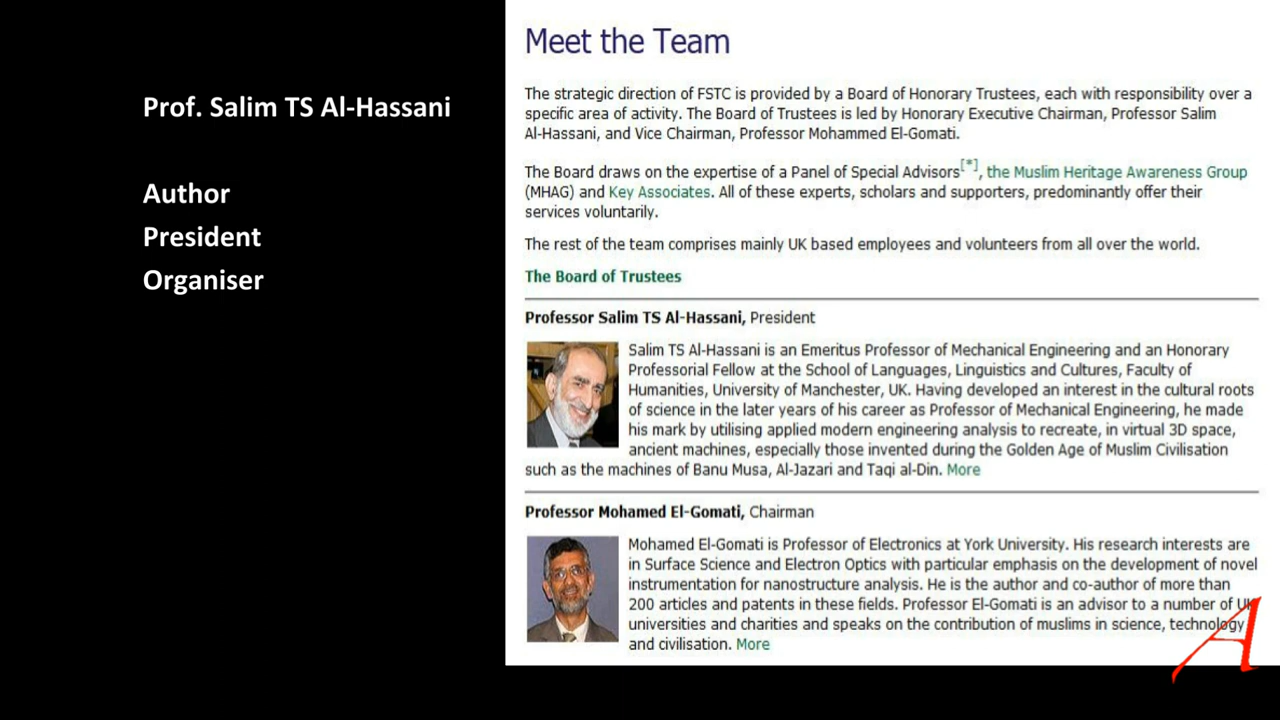 Prof. Salim TS Al-Hassani
Author
President
Organiser
Meet the Team
The strategic direction of FSTC is provided by a Board of Honorary Trustees, each with responsibility over a
specific area of activity. The Board of Trustees is led by Honorary Executive Chairman, Professor Salim
Al-Hassani, and Vice Chairman, Professor Mohammed El-Gomati.
The Board draws on the expertise of a Panel of Special Advisors[*], the Muslim Heritage Awareness Group
(MHAG) and Key Associates. All of these experts, scholars and supporters, predominantly offer their
services voluntarily.
The rest of the team comprises mainly UK based employees and volunteers from all over the world.
The Board of Trustees
Professor Salim TS Al-Hassani, President
Salim TS Al-Hassani is an Emeritus Professor of Mechanical Engineering and an Honorary
Professorial Fellow at the School of Languages, Linguistics and Cultures, Faculty of
Humanities, University of Manchester, UK. Having developed an interest in the cultural roots
of science in the later years of his career as Professor of Mechanical Engineering, he made
his mark by utilising applied modern engineering analysis to recreate, in virtual 3D space,
ancient machines, especially those invented during the Golden Age of Muslim Civilisation
such as the machines of Banu Musa, Al-Jazari and Taqi al-Din. More
Professor Mohamed El-Gomati, Chairman
Mohamed El-Gomati is Professor of Electronics at York University. His research interests are
in Surface Science and Electron Optics with particular emphasis on the development of novel
instrumentation for nanostructure analysis. He is the author and co-author of more than
200 articles and patents in these fields. Professor El-Gomati is an advisor to a number of UK
universities and charities and speaks on the contribution of muslims in science, technology
and civilisation. More
A